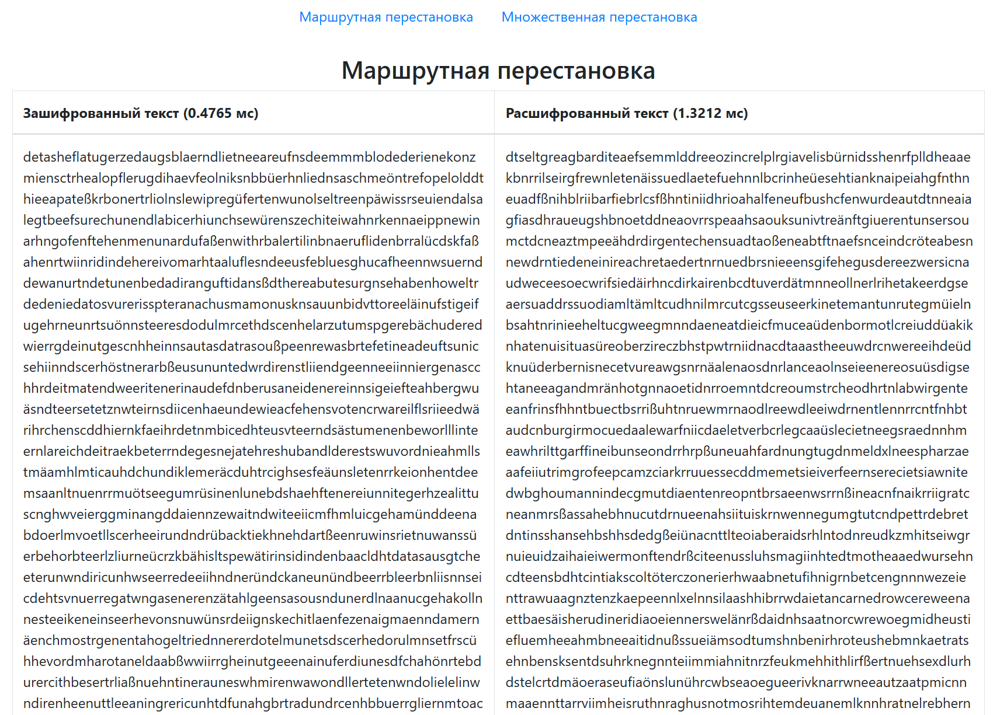 Маршрутная перестановка Множественная перестановка
Маршрутная перестановка
Зашифрованный текст (0.4765 мс)
Расшифрованный текст (1.3212 мс)
detasheflatugerzedaugsblaerndlietneeareufnsdeemmmblodederienekonz
miensctrhealopflerugdihaevfeolniksnbbüerhnliednsaschmeöntrefopelolddt
hieeapateßkrbonertrliolnslewipregüfertenwunolseltreenpäwissrseuiendalsa
legtbeefsurechunendlabicerhiunchsewürenszechiteiwahnrkennaeippnewin
arhngofenftehenmenunardufaßenwithrbalertilinbnaeruflidenbrralücdskfaß
ahenrtwiinridindehereivomarhtaaluflesndeeusfebluesghucafheennwsuernd
dewanurtndetunenbedadiranguftidansßdthereabutesurgnsehabenhoweltr
dedeniedatosvurerisspteranachusmamonusknsauunbidvttoreeläinufstigeif
ugehrneunrtsuönnsteeresdodulmrcethdscenhelarzutumspgerebächudered
wierrgdeinutgescnhheinnsautasdatrasoußpeenrewasbrtefetineadeuftsunic
sehiinndscerhöstnerarbßeusununtedwrdirenstliiendgeenneeiinniergenascc
hhrdeitmatendweeritenerinaudefdnberusaneidenereinnsigeiefteahbergwu
äsndteersetetznwteirnsdiicenhaeundewieacfehensvotencrwareilflsriieedwä
rihrchenscddhiernkfaeihrdetnmbicedhteusvteerndsästumenenbeworlllinte
ernlareichdeitraekbeterrndegesnejatehreshubandlderestswuvordnieahmlls
tmäamhlmticauhdchundiklemeräcduhtrcighsesfeäunsletenrrkeionhentdee
msaanltnuenrrmuötseegumrüsinenlunebdshaehftenereiunnitegerhzealittu
scnghwveierggminangddaiennzewaitndwiteeiicmfhmluicgehamünddeena
bdoerlmvoetllscerheeirundndrübacktiekhnehdartßeenruwinsrietnuwanssü
erbehorbteerlzliurneücrzkbähisltspewätirinsidindenbaacldhtdatasausgtche
eterunwndiricunhwseerredeeiihndneründckaneunündbeerrbleerbnliisnnsei
cdehtsvnuerregatwngasenerenzätahlgeensasousndunerdlnaanucgehakolln
nesteeikeneinseerhevonsnuwünsrdeiignskechitlaenfezenaigmaenndamern
äenchmostrgenentahogeltriednnererdotelmunetsdscerhedorulmnsetfrscü
hhevordmharotaneldaabßwwiirrgheinutgeeenainuferdiunesdfchahönrtebd
urercithbesertrliaßnuehntinerauneswhmirenwawondllertetenwndolielelinw
ndirenheenuttleeaningrericunhtdfunahgbrtradundrcenhbbuerrgliernmtoac
dtseltgreagbarditeaefsemmlddreeozincrelplrgiavelisbürnidsshenrfplldheaae
kbnrrilseirgfrewnletenäissuedlaetefuehnnlbcrinheüesehtianknaipeiahgfnthn
euadfßnihblriibarfiebrlcsfßhntiniidhrioahalfeneufbushcfenwurdeautdtnneaia
gfiasdhraueugshbnoetddneaovrrspeaahsaouksunivtreänftgiuerentunsersou
mctdcneaztmpeeähdrdirgentechensuadtaoßeneabtftnaefsnceindcröteabesn
newdrntiedeneinireachretaedertnrnuedbrsnieeensgifehegusdereezwersicna
udweceesoecwrifsiedäirhncdirkairenbcdtuverdätmnneollnerlrihetakeerdgse
aersuaddrssuodiamltämltcudhnilmrcutcgsseuseerkinetemantunrutegmüieln
bsahtnrinieeheltucgweegmnndaeneatdieicfmuceaüdenbormotlcreiuddüakik
nhatenuisituasüreoberzireczbhstpwtrniidnacdtaaastheeuwdrcnwereeihdeüd
knuüderbernisnecetvureawgsnrnäalenaosdnrlanceaolnseieenereosuüsdigse
htaneeagandmränhotgnnaoetidnrroemntdcreoumstrcheodhrtnlabwirgente
eanfrinsfhhntbuectbsrrißuhtnruewmrnaodlreewdleeiwdrnentlennrrcntfnhbt
audcnburgirmocuedaalewarfniicdaeletverbcrlegcaaüslecietneegsraednnhm
eawhrilttgarffineibunseondrrhrpßuneuahfardnungtugdnmeldxlneespharzae
aafeiiutrimgrofeepcamzciarkrruuessecddmemetsieiverfeernserecietsiawnite
dwbghoumannindecgmutdiaentenreopntbrsaeenwsrrnßineacnfnaikrriigratc
neanmrsßassahebhnucutdrnueenahsiituiskrnwennegumgtutcndpettrdebret
dntinsshansehbshhsdedgßeiünacnttlteoiaberaidsrhlntodnreudkzmhitseiwgr
nuieuidzaihaieiwermonftendrßciteenussluhsmagiinhtedtmotheaaedwursehn
cdteensbdhtcintiakscoltöterczonerierhwaabnetufihnigrnbetcengnnnwezeie
nttrawuaagnztenzkaepeennlxelnnsilaashhibrrwdaietancarnedrowcereweena
ettbaesäisherudineridiaoeienner​swelänrßdaidnhsaatnorcwrewoegmidheusti
efluemheeahmbneeaitidnußssueiämsodtumshnbenirhroteushebmnkaetrats
ehnbensksentdsuhrknegnnteiimmiahnitnrzfeukmehhithlirfßertnuehsexdlurh
dstelcrtdmäoeraseufiaönslunührcwbseaoegueerivknarrwneeautzaatpmicnn
maaennttarrviimheisruthnraghusnotmosrihtemdeuanemlknnhratnelrebhern